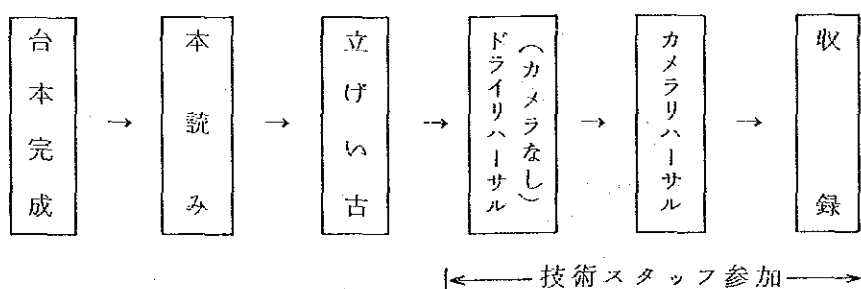 台本完成
→
本読み
→
立げい古
→
(カメラなし)
ドライリハーサル
→
カメラリハーサル
→
収録
技術スタッフ参加